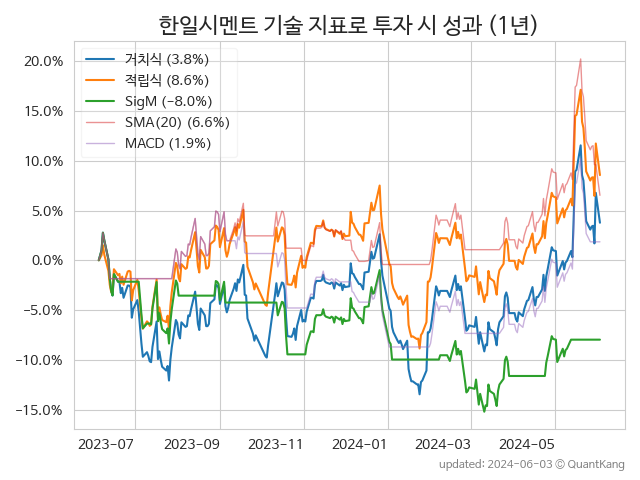 한일시멘트 기술 지표로 투자 시 성과 (1년)
거치식 (3.8%)
적립식 (8.6%)
SigM (−8.0%)
SMA(20) (6.6%)
MACD (1.9%)
20.0%
15.0%
10.0%
5.0%
0.0%
−5.0%
−10.0%
−15.0%
2023-07 2023-09 2023-11 2024-01 2024-03 2024-05
updated: 2024-06-03 © QuantKang